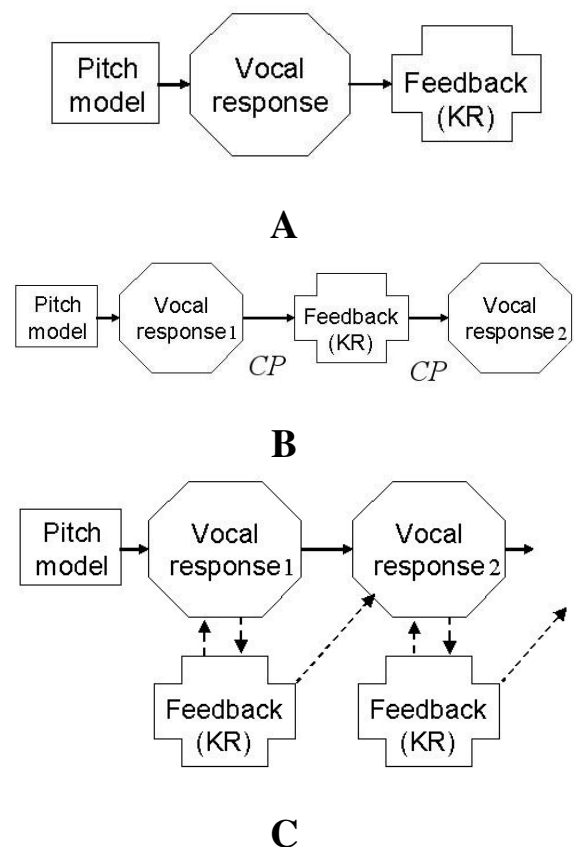 Pitch
model
Vocal
response
Feedback
(KR)
A
Pitch
model
Vocal
response1
CP
Feedback
(KR)
CP
Vocal
response2
B
Pitch
model
Vocal
response1
Vocal
response2
Feedback
(KR)
Feedback
(KR)
C